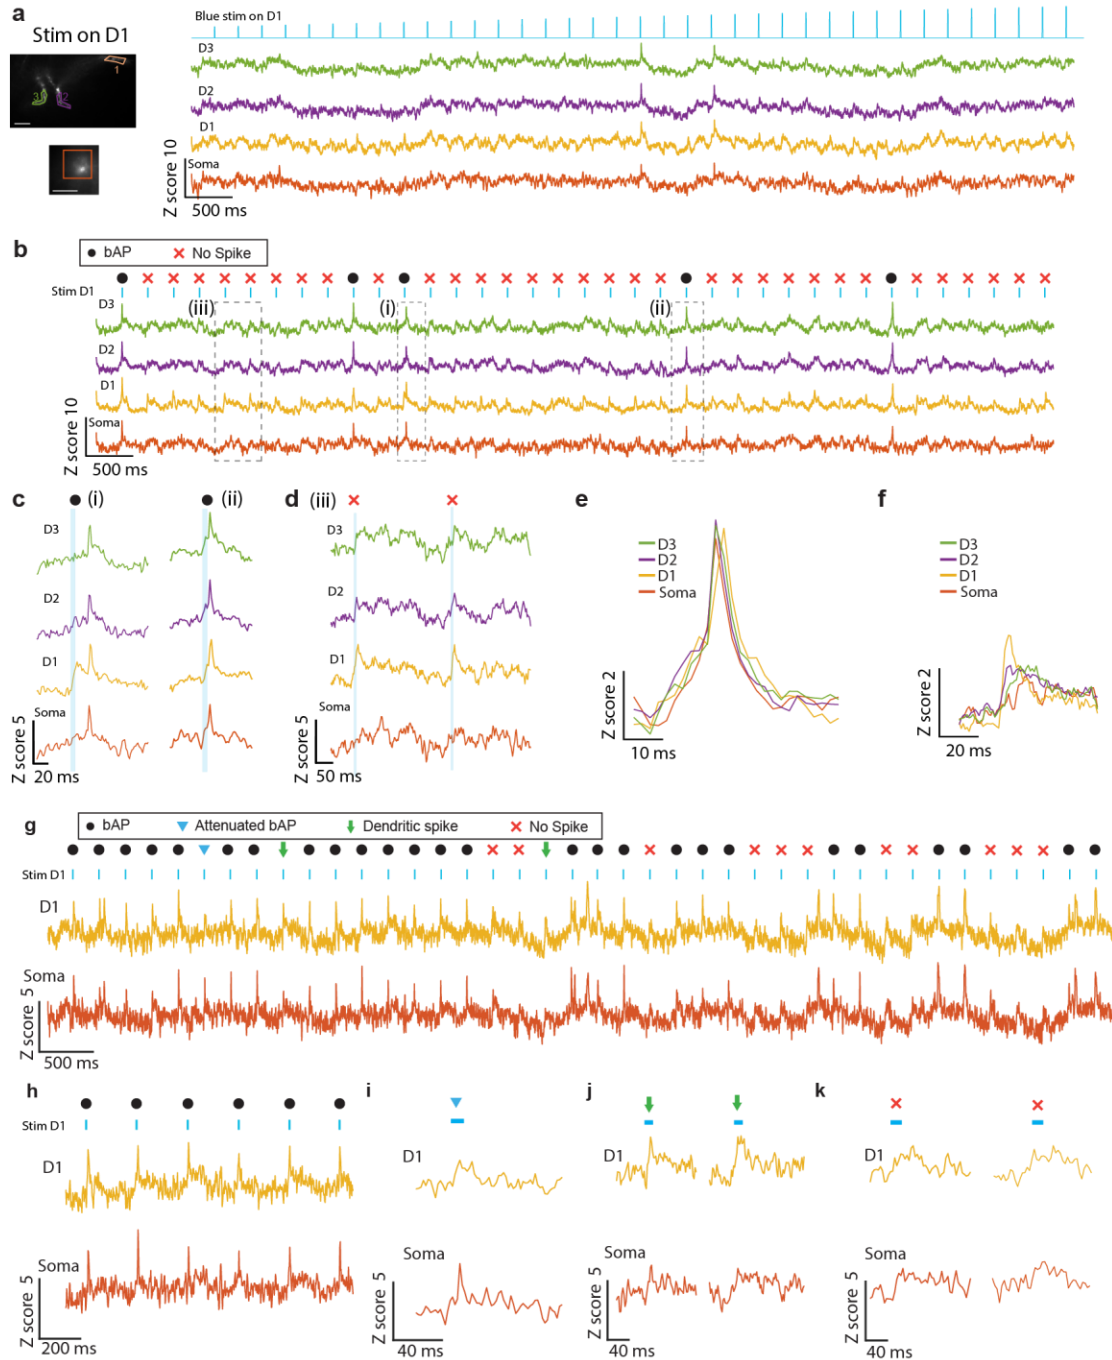 a
Stim on D1
1
3
2
Blue stim on D1
D3
D2
D1
Soma
Z score 10
500 ms
b
bAP
No Spike
Stim D1
(iii)
(i)
(ii)
D3
D2
D1
Soma
Z score 10
500 ms
c
(i)
(ii)
D3
D2
D1
Soma
Z score 5
20 ms
d
(iii)
D3
D2
D1
Soma
Z score 5
50 ms
e
D3
D2
D1
Soma
Z score 2
10 ms
f
D3
D2
D1
Soma
Z score 2
20 ms
g
bAP
Attenuated bAP
Dendritic spike
No Spike
Stim D1
D1
Soma
Z score 5
500 ms
h
Stim D1
D1
Soma
Z score 5
200 ms
i
D1
Soma
Z score 5
40 ms
j
D1
Soma
Z score 5
40 ms
k
D1
Soma
Z score 5
40 ms